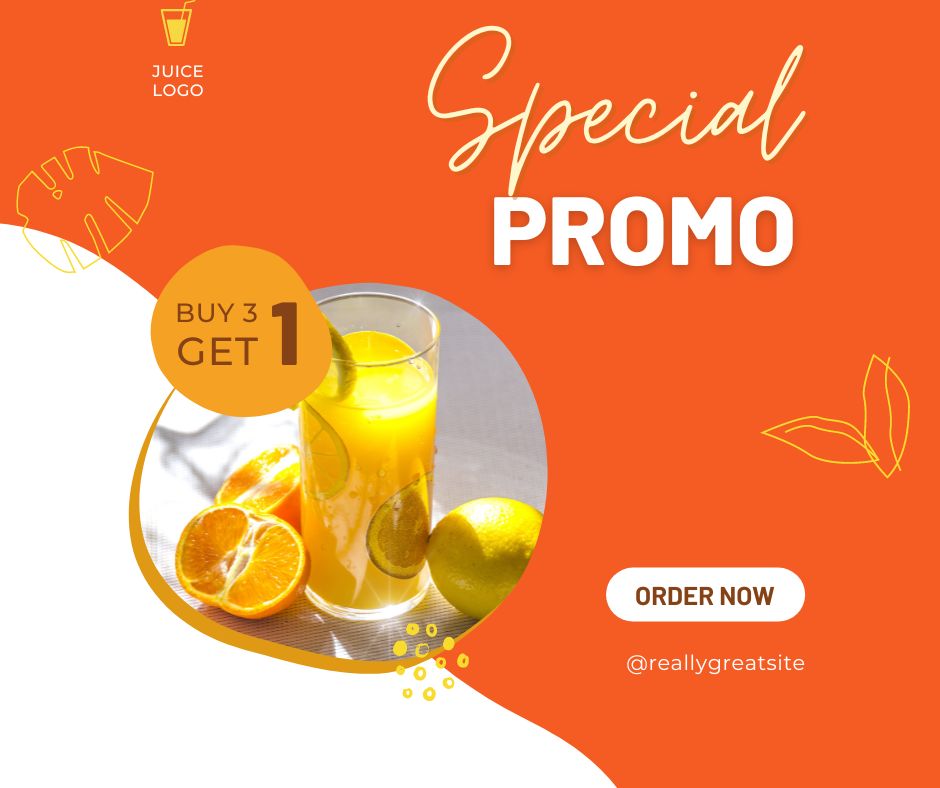 JUICE
LOGO
Special
PROMO
BUY 3
GET 1
ORDER NOW
@reallygreatsite